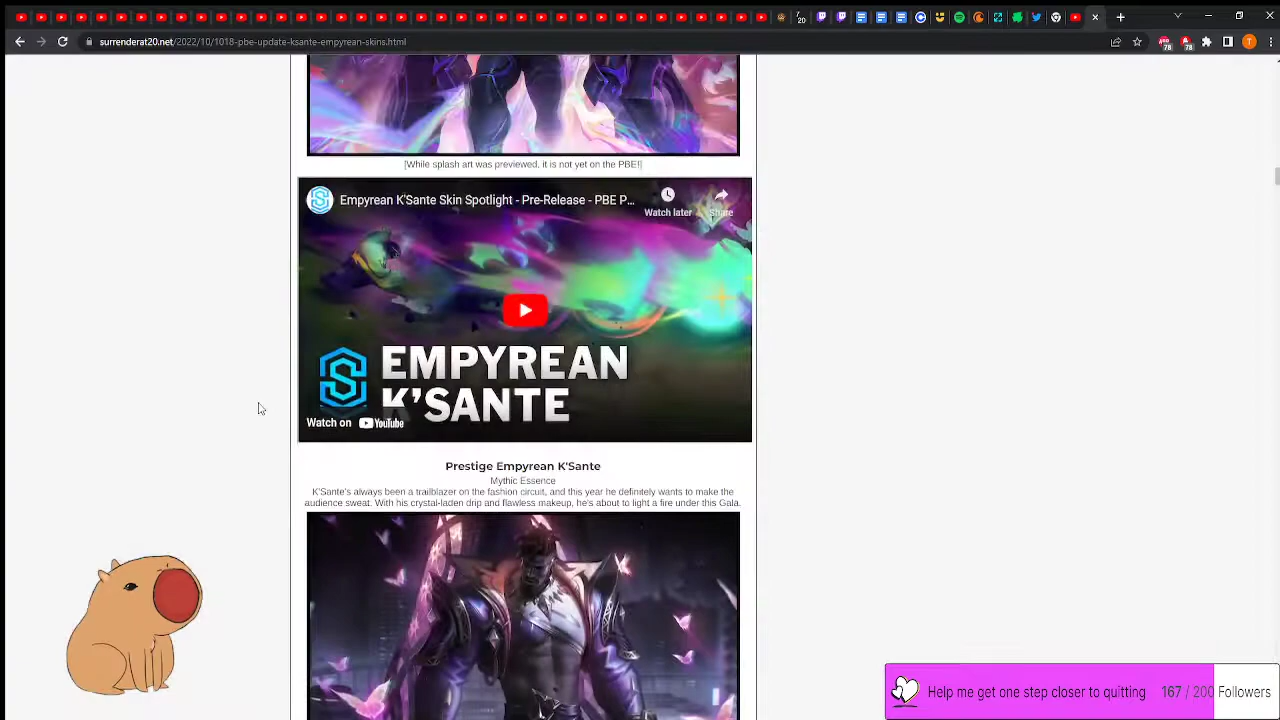 20
surrenderat20.net/2022/10/1018-pbe-update-ksante-empyrean-skins.html
78
78
T
[While splash art was previewed, it is not yet on the PBE!]
Empyrean K'Sante Skin Spotlight - Pre-Release - PBE P...
Watch later
Share
EMPYREAN
K'SANTE
Watch on YouTube
Prestige Empyrean K'Sante
Mythic Essence
K'Sante's always been a trailblazer on the fashion circuit, and this year he definitely wants to make the
audience sweat. With his crystal-laden drip and flawless makeup, he's about to light a fire under this Gala.
Help me get one step closer to quitting 167 / 200 Followers